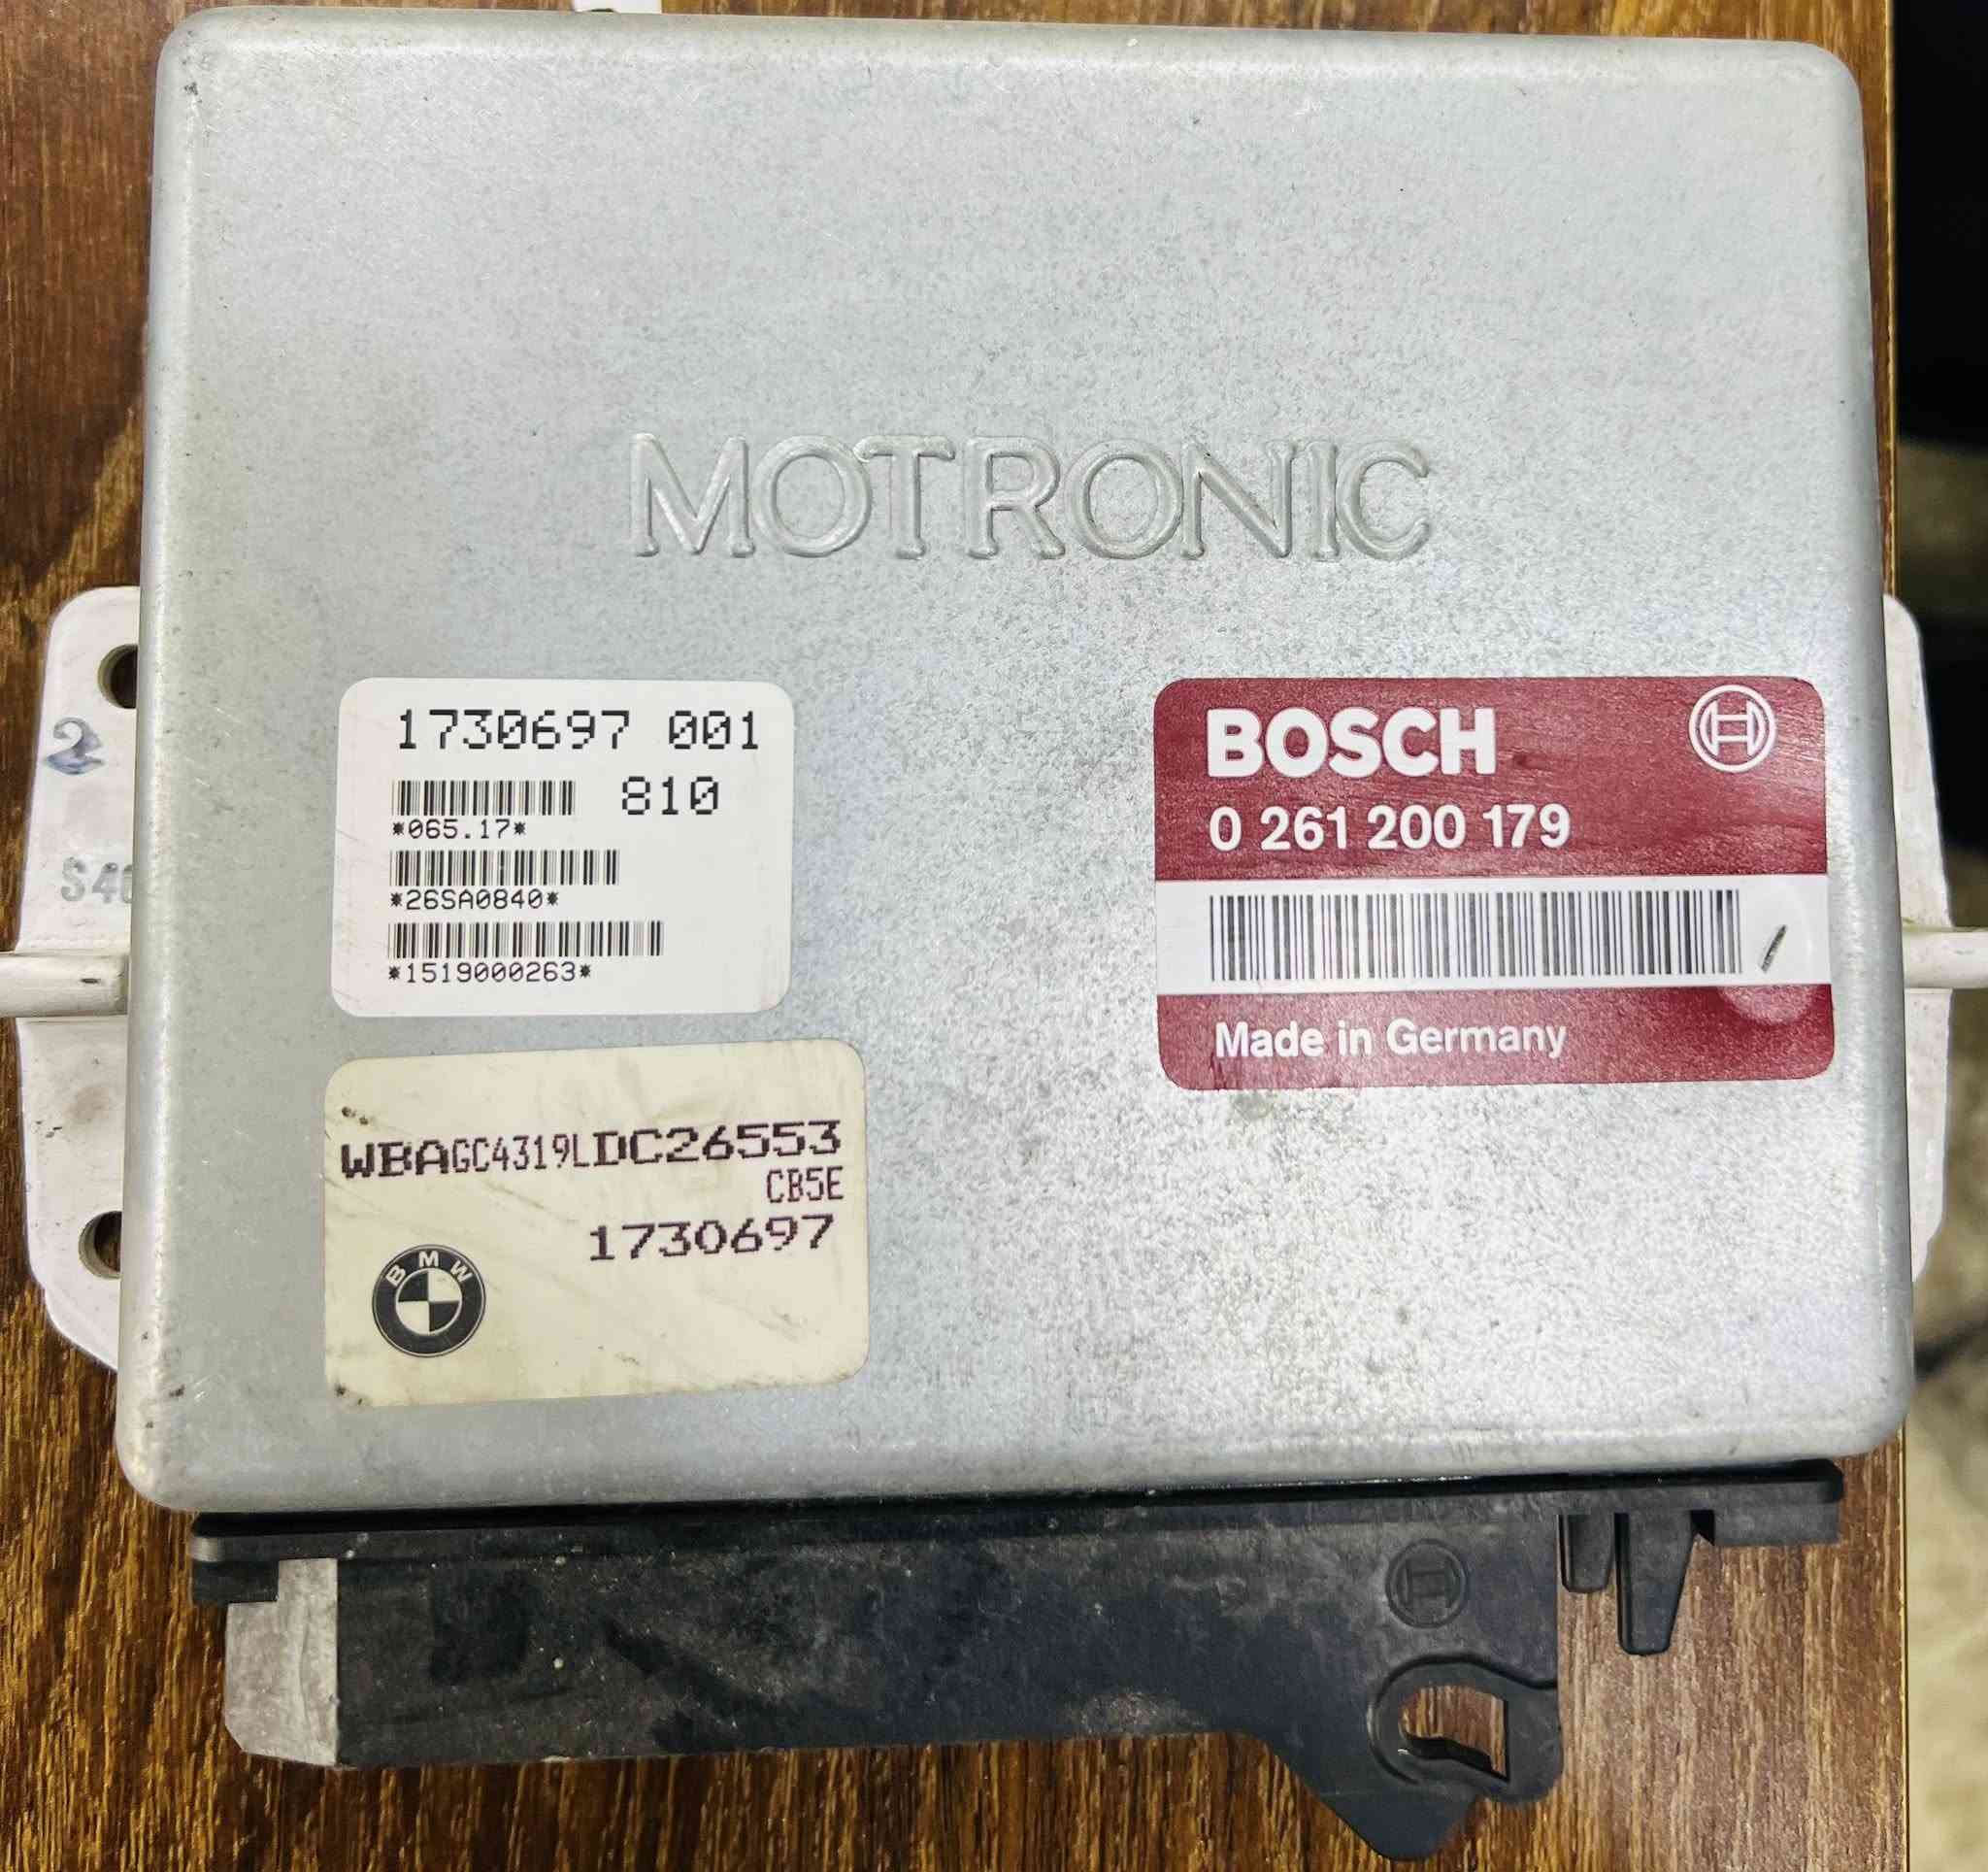 MOTRONIC
1730697 001
810
*065.17*
*26SA0840*
*1519000263*
BOSCH
0 261 200 179
Made in Germany
WBAGC4319LDC26553
CB5E
1730697
BMW
2